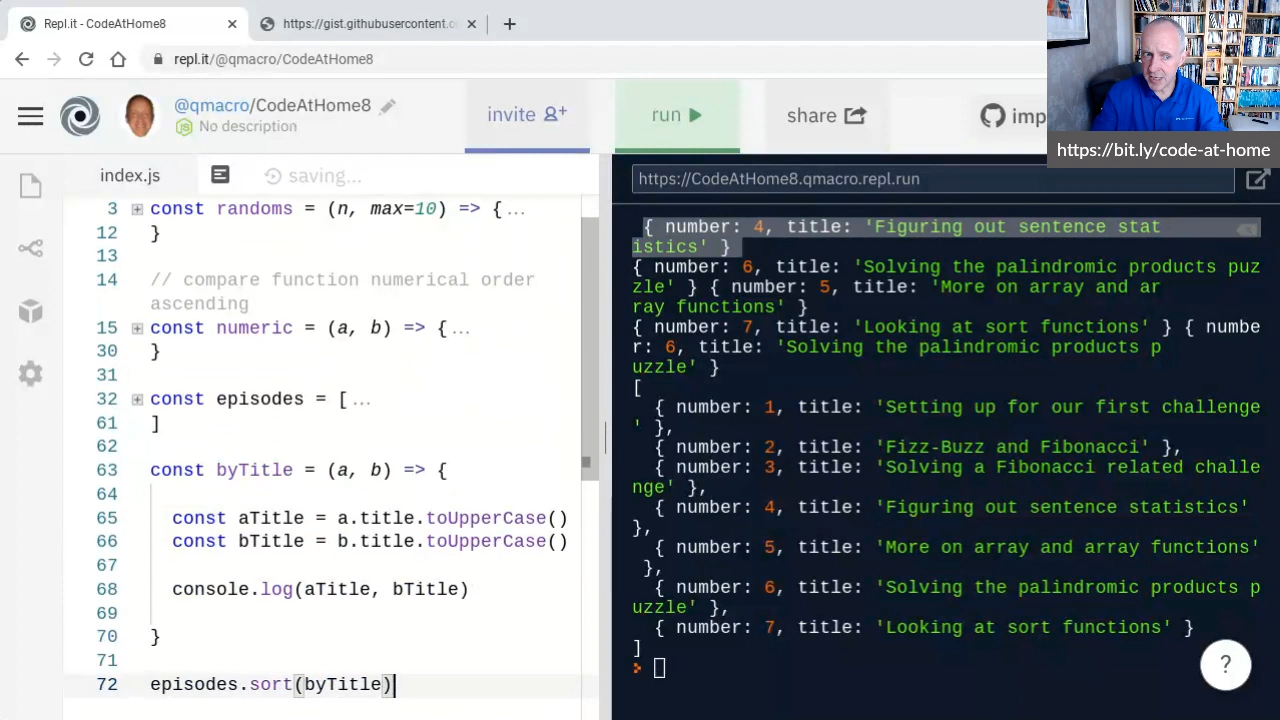 Repl.it - CodeAtHome8
https://gist.githubusercontent.c
repl.it/@qmacro/CodeAtHome8
@qmacro/CodeAtHome8
No description
invite
run
share
imp
https://bit.ly/code-at-home
index.js
saving...
https://CodeAtHome8.qmacro.repl.run
3 const randoms = (n, max=10) => {...
12 }
13
14 // compare function numerical order
ascending
15 const numeric = (a, b) => {...
30 }
31
32 const episodes = [...
61 ]
62
63 const byTitle = (a, b) => {
64
65 const aTitle = a.title.toUpperCase()
66 const bTitle = b.title.toUpperCase()
67
68 console.log(aTitle, bTitle)
69
70 }
71
72 episodes.sort(byTitle)
{ number: 4, title: 'Figuring out sentence stat
istics' }
{ number: 6, title: 'Solving the palindromic products puz
zle' } { number: 5, title: 'More on array and ar
ray functions' }
{ number: 7, title: 'Looking at sort functions' } { numbe
r: 6, title: 'Solving the palindromic products p
uzzle' }
[
{ number: 1, title: 'Setting up for our first challenge
' },
{ number: 2, title: 'Fizz-Buzz and Fibonacci' },
{ number: 3, title: 'Solving a Fibonacci related challe
nge' },
{ number: 4, title: 'Figuring out sentence statistics'
},
{ number: 5, title: 'More on array and array functions'
},
{ number: 6, title: 'Solving the palindromic products p
uzzle' },
{ number: 7, title: 'Looking at sort functions' }
]
?